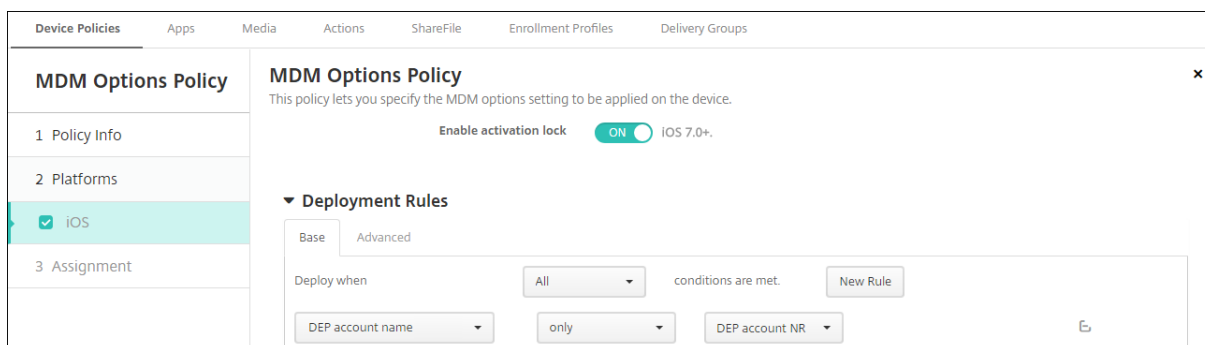 Device Policies Apps Media Actions ShareFile Enrollment Profiles Delivery Groups
MDM Options Policy
1 Policy Info
2 Platforms
iOS
3 Assignment
MDM Options Policy
This policy lets you specify the MDM options setting to be applied on the device.
Enable activation lock ON iOS 7.0+.
Deployment Rules
Base Advanced
Deploy when All conditions are met. New Rule
DEP account name only DEP account NR